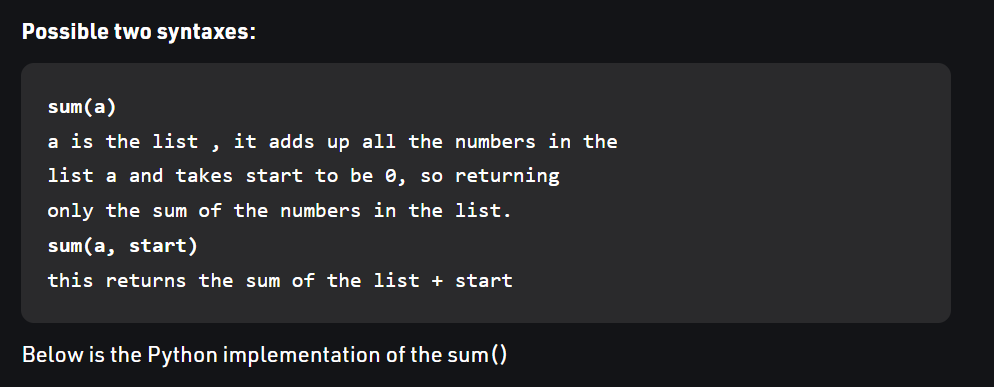 Possible two syntaxes:
sum(a)
a is the list , it adds up all the numbers in the
list a and takes start to be 0, so returning
only the sum of the numbers in the list.
sum(a, start)
this returns the sum of the list + start
Below is the Python implementation of the sum()